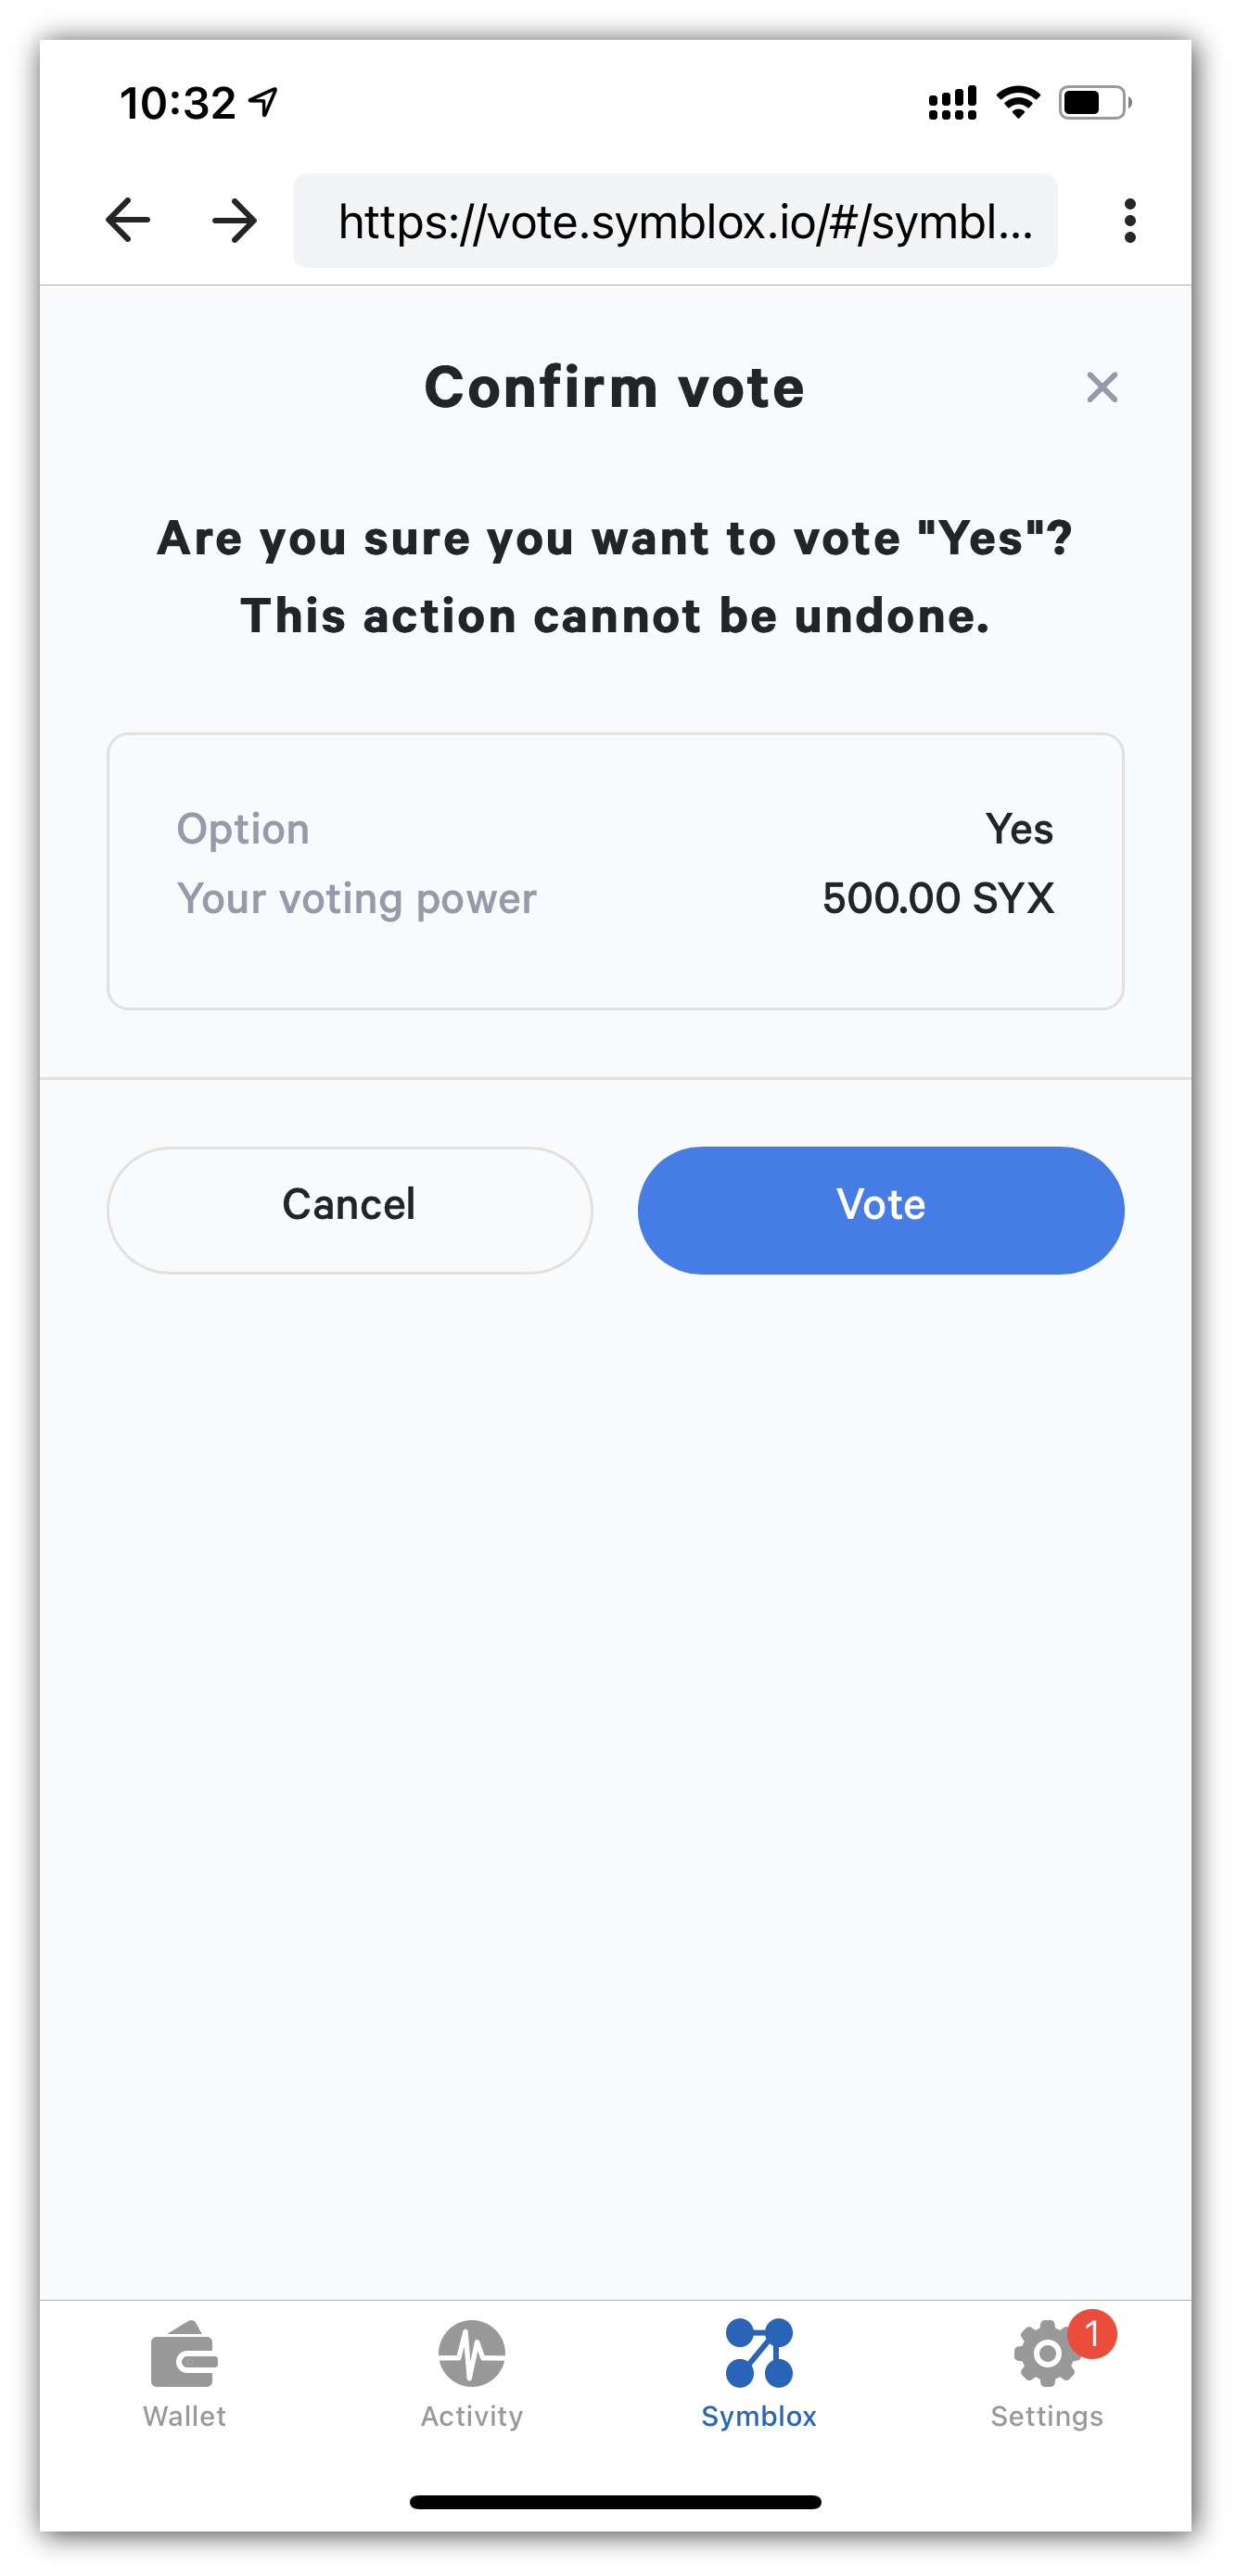 10:32
https://vote.symblox.io/#/symbl...
Confirm vote
Are you sure you want to vote "Yes"?
This action cannot be undone.
Option Yes
Your voting power 500.00 SYX
Cancel Vote
1
Wallet Activity Symblox Settings